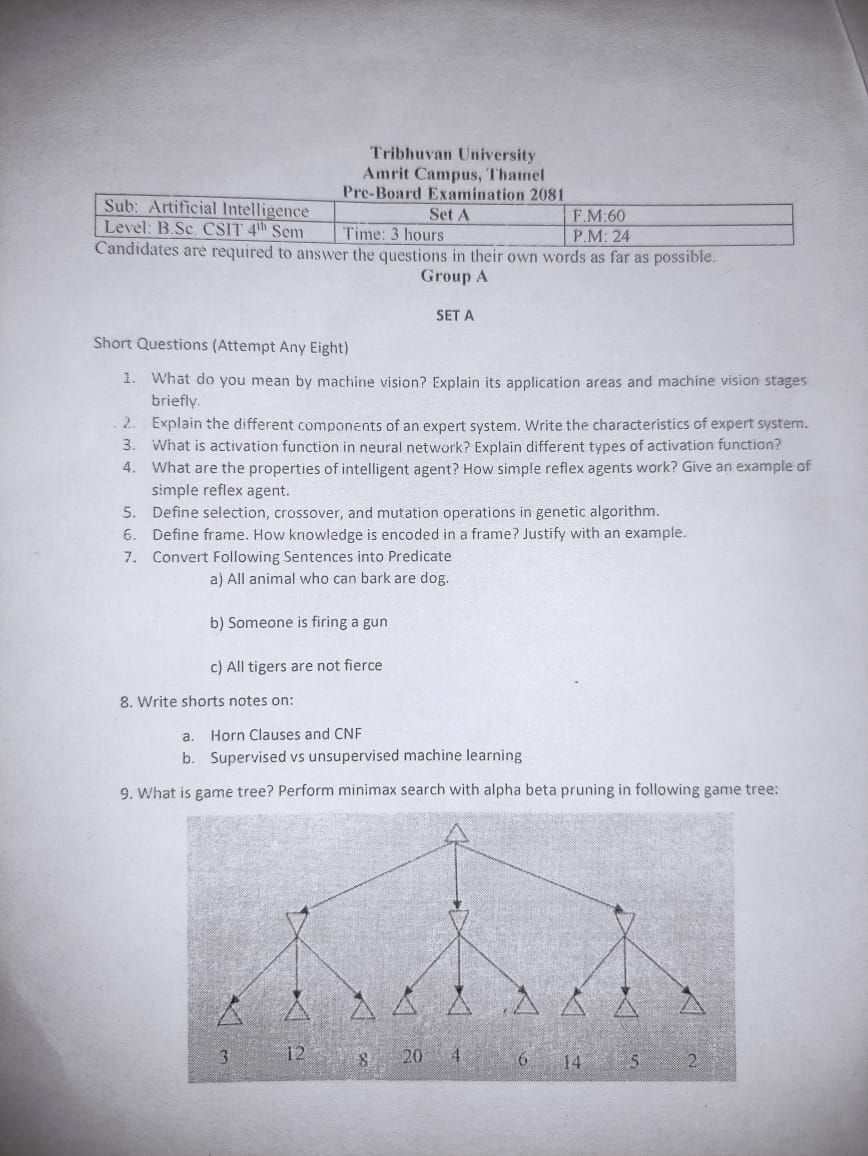 Tribhuvan University
Amrit Campus, Thamel
Pre-Board Examination 2081
Sub: Artificial Intelligence Set A F.M:60
Level: B.Sc. CSIT 4th Sem Time: 3 hours P.M: 24
Candidates are required to answer the questions in their own words as far as possible.
Group A
SET A
Short Questions (Attempt Any Eight)
1. What do you mean by machine vision? Explain its application areas and machine vision stages
briefly.
2. Explain the different components of an expert system. Write the characteristics of expert system.
3. What is activation function in neural network? Explain different types of activation function?
4. What are the properties of intelligent agent? How simple reflex agents work? Give an example of
simple reflex agent.
5. Define selection, crossover, and mutation operations in genetic algorithm.
6. Define frame. How knowledge is encoded in a frame? Justify with an example.
7. Convert Following Sentences into Predicate
a) All animal who can bark are dog.
b) Someone is firing a gun
c) All tigers are not fierce
8. Write shorts notes on:
a. Horn Clauses and CNF
b. Supervised vs unsupervised machine learning
9. What is game tree? Perform minimax search with alpha beta pruning in following game tree:
3 12 8 20 4 6 14 5 2